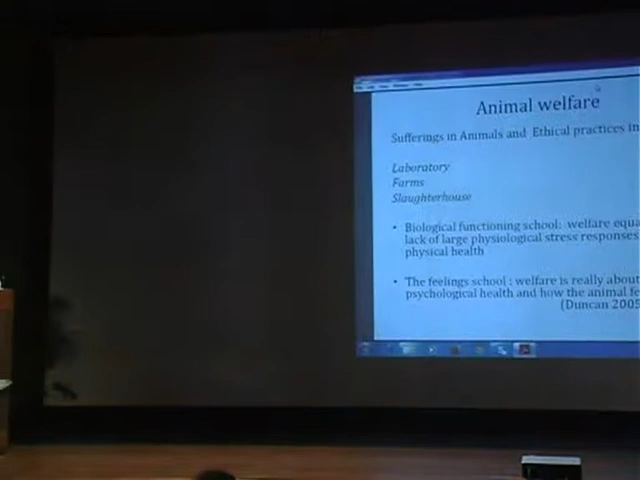 Animal welfare
Sufferings in Animals and Ethical practices in
Laboratory
Farms
Slaughterhouse
• Biological functioning school: welfare equa
lack of large physiological stress responses
physical health
• The feelings school : welfare is really about
psychological health and how the animal fe
(Duncan 2005